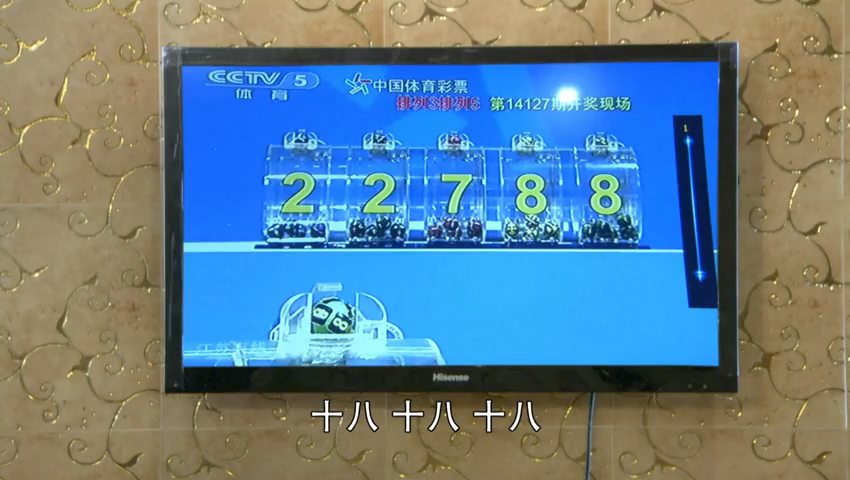 CCTV 5
体育
中国体育彩票
排列3排列5 第14127期开奖现场
1
2 2 7 8 8
8 8
Hisense
十八 十八 十八